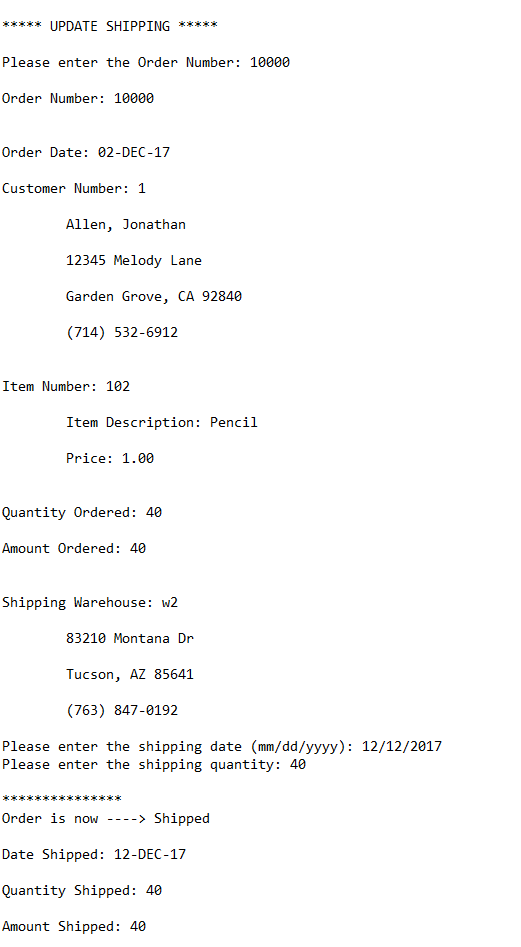 ***** UPDATE SHIPPING *****
Please enter the Order Number: 10000
Order Number: 10000
Order Date: 02-DEC-17
Customer Number: 1
Allen, Jonathan
12345 Melody Lane
Garden Grove, CA 92840
(714) 532-6912
Item Number: 102
Item Description: Pencil
Price: 1.00
Quantity Ordered: 40
Amount Ordered: 40
Shipping Warehouse: w2
83210 Montana Dr
Tucson, AZ 85641
(763) 847-0192
Please enter the shipping date (mm/dd/yyyy): 12/12/2017
Please enter the shipping quantity: 40
***************
Order is now ----> Shipped
Date Shipped: 12-DEC-17
Quantity Shipped: 40
Amount Shipped: 40